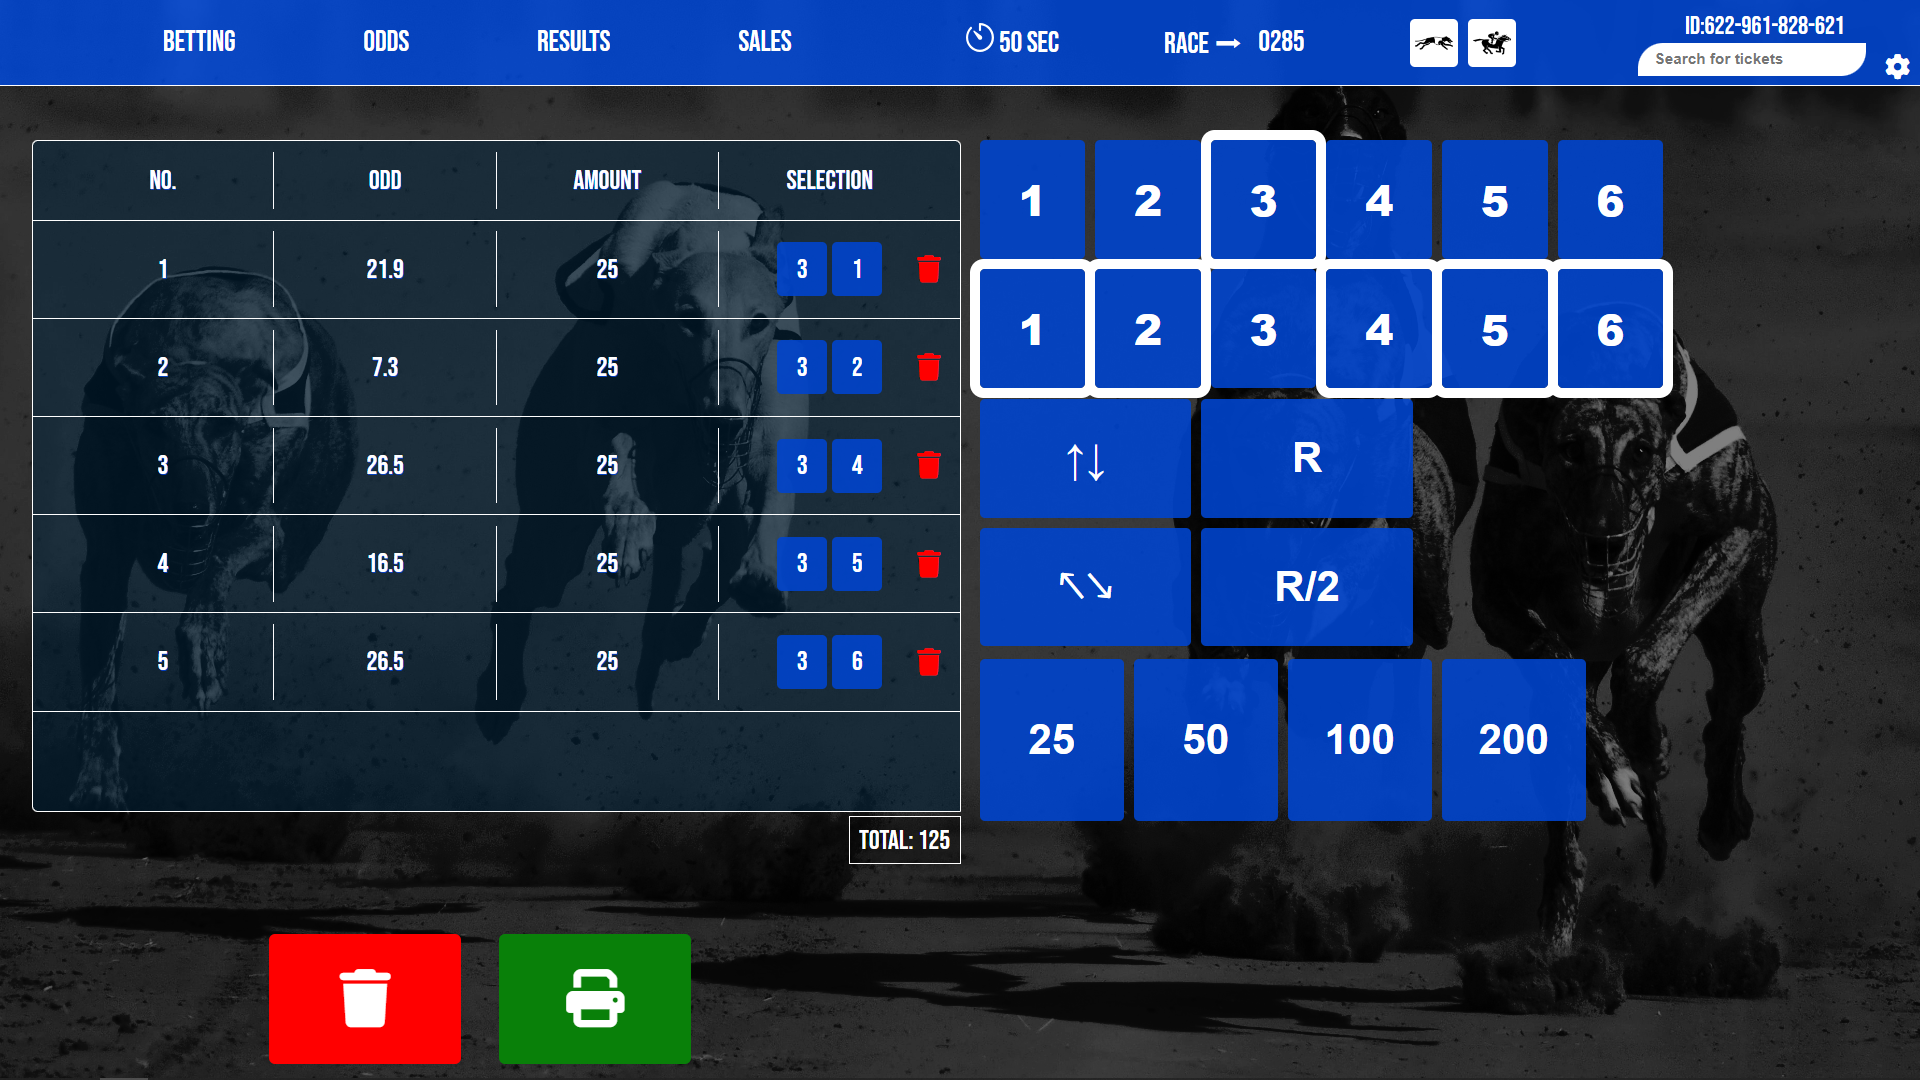 BETTING ODDS RESULTS SALES 50 SEC RACE → 0285 ID:622-961-828-621
Search for tickets
NO. ODD AMOUNT SELECTION
1 21.9 25 3 1
2 7.3 25 3 2
3 26.5 25 3 4
4 16.5 25 3 5
5 26.5 25 3 6
TOTAL: 125
1 2 3 4 5 6
1 2 3 4 5 6
↑↓ R
↖↘ R/2
25 50 100 200